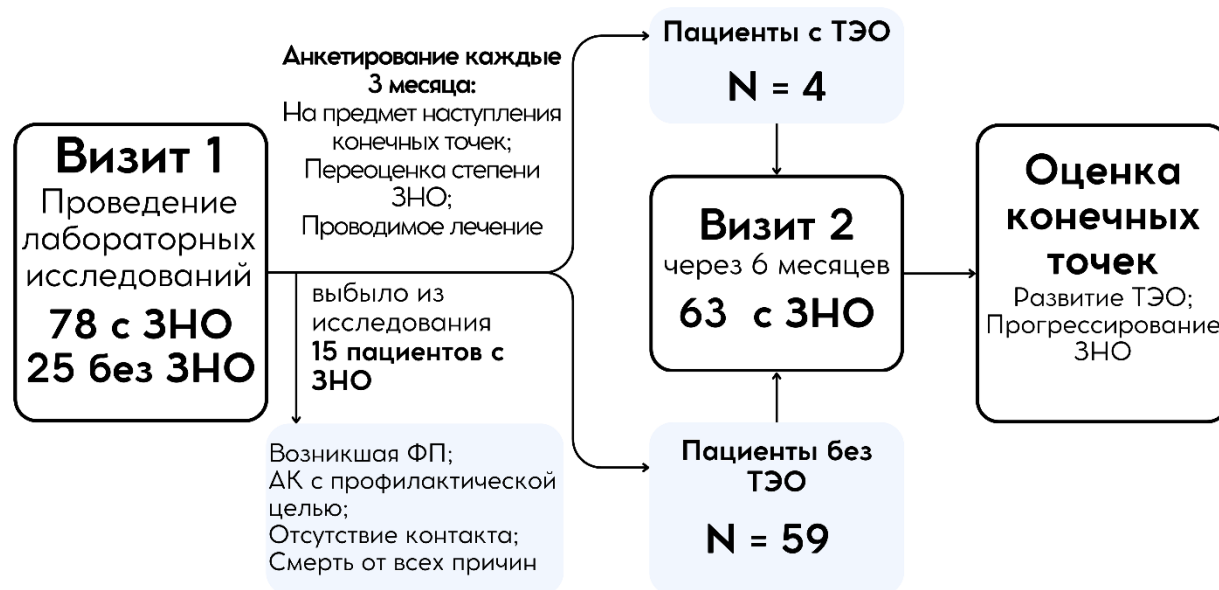 Визит 1
Проведение
лабораторных
исследований
78 с ЗНО
25 без ЗНО
Анкетирование каждые
3 месяца:
На предмет наступления
конечных точек;
Переоценка степени
ЗНО;
Проводимое лечение
выбыло из
исследования
15 пациентов с
ЗНО
Возникшая ФП;
АК с профилактической
целью;
Отсутствие контакта;
Смерть от всех причин
Пациенты с ТЭО
N = 4
Визит 2
через 6 месяцев
63 с ЗНО
Пациенты без
ТЭО
N = 59
Оценка
конечных
точек
Развитие ТЭО;
Прогрессирование
ЗНО